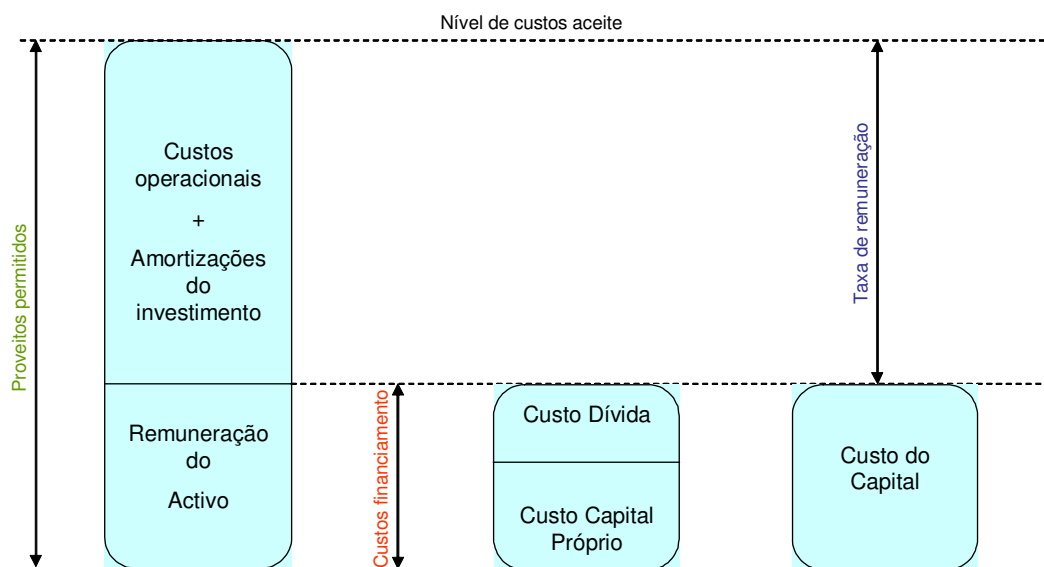 Nível de custos aceite
Proveitos permitidos
Custos
operacionais
+
Amortizações
do
investimento
Remuneração
do
Activo
Custos financiamento
Custo Dívida
Custo Capital
Próprio
Taxa de remuneração
Custo do
Capital